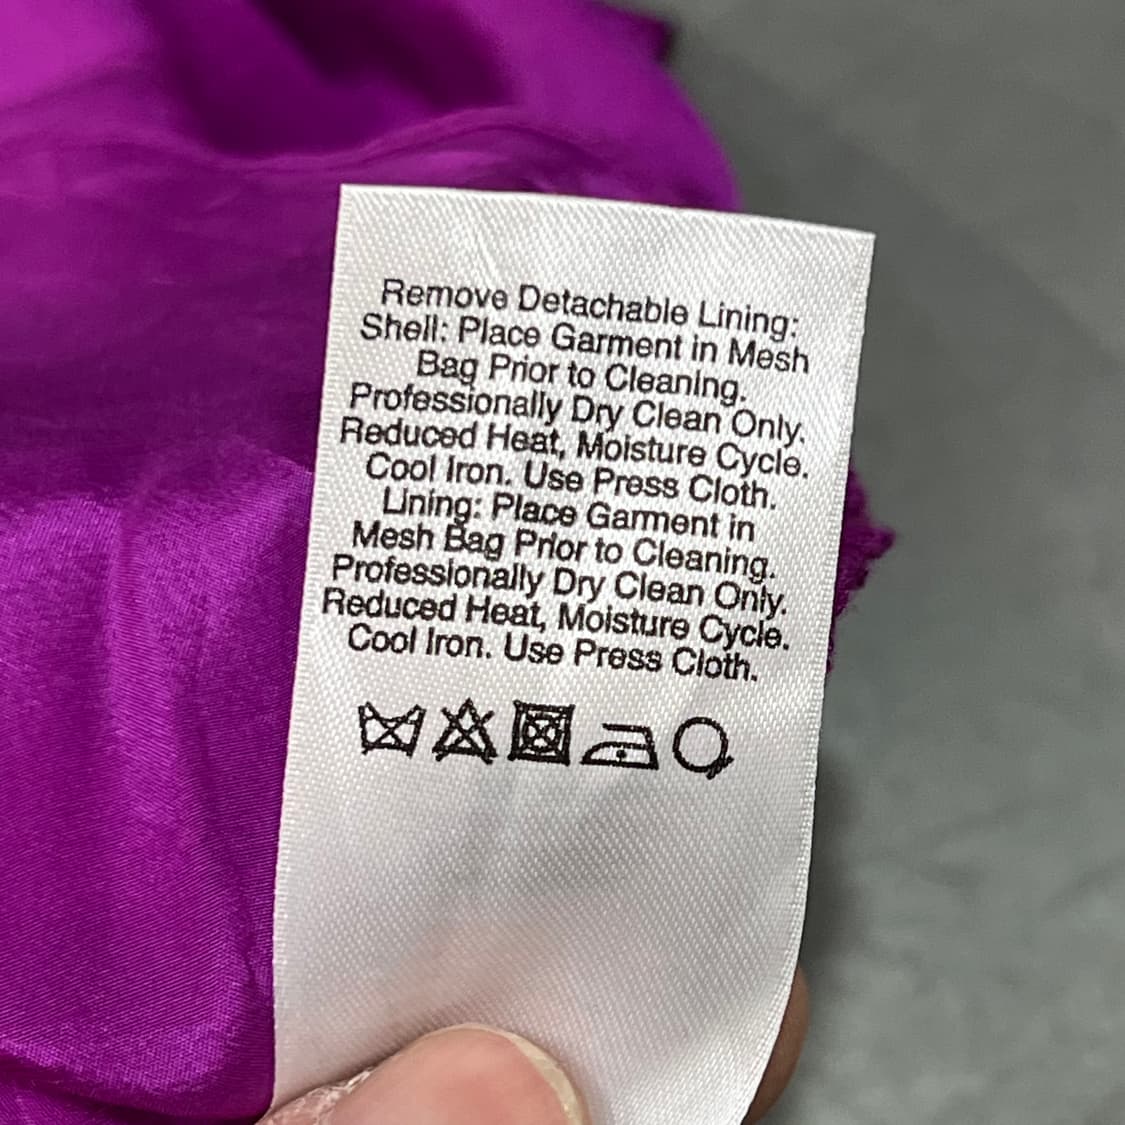 Remove Detachable Lining:
Shell: Place Garment in Mesh
Bag Prior to Cleaning.
Professionally Dry Clean Only.
Reduced Heat, Moisture Cycle.
Cool Iron. Use Press Cloth.
Lining: Place Garment in
Mesh Bag Prior to Cleaning.
Professionally Dry Clean Only.
Reduced Heat, Moisture Cycle.
Cool Iron. Use Press Cloth.